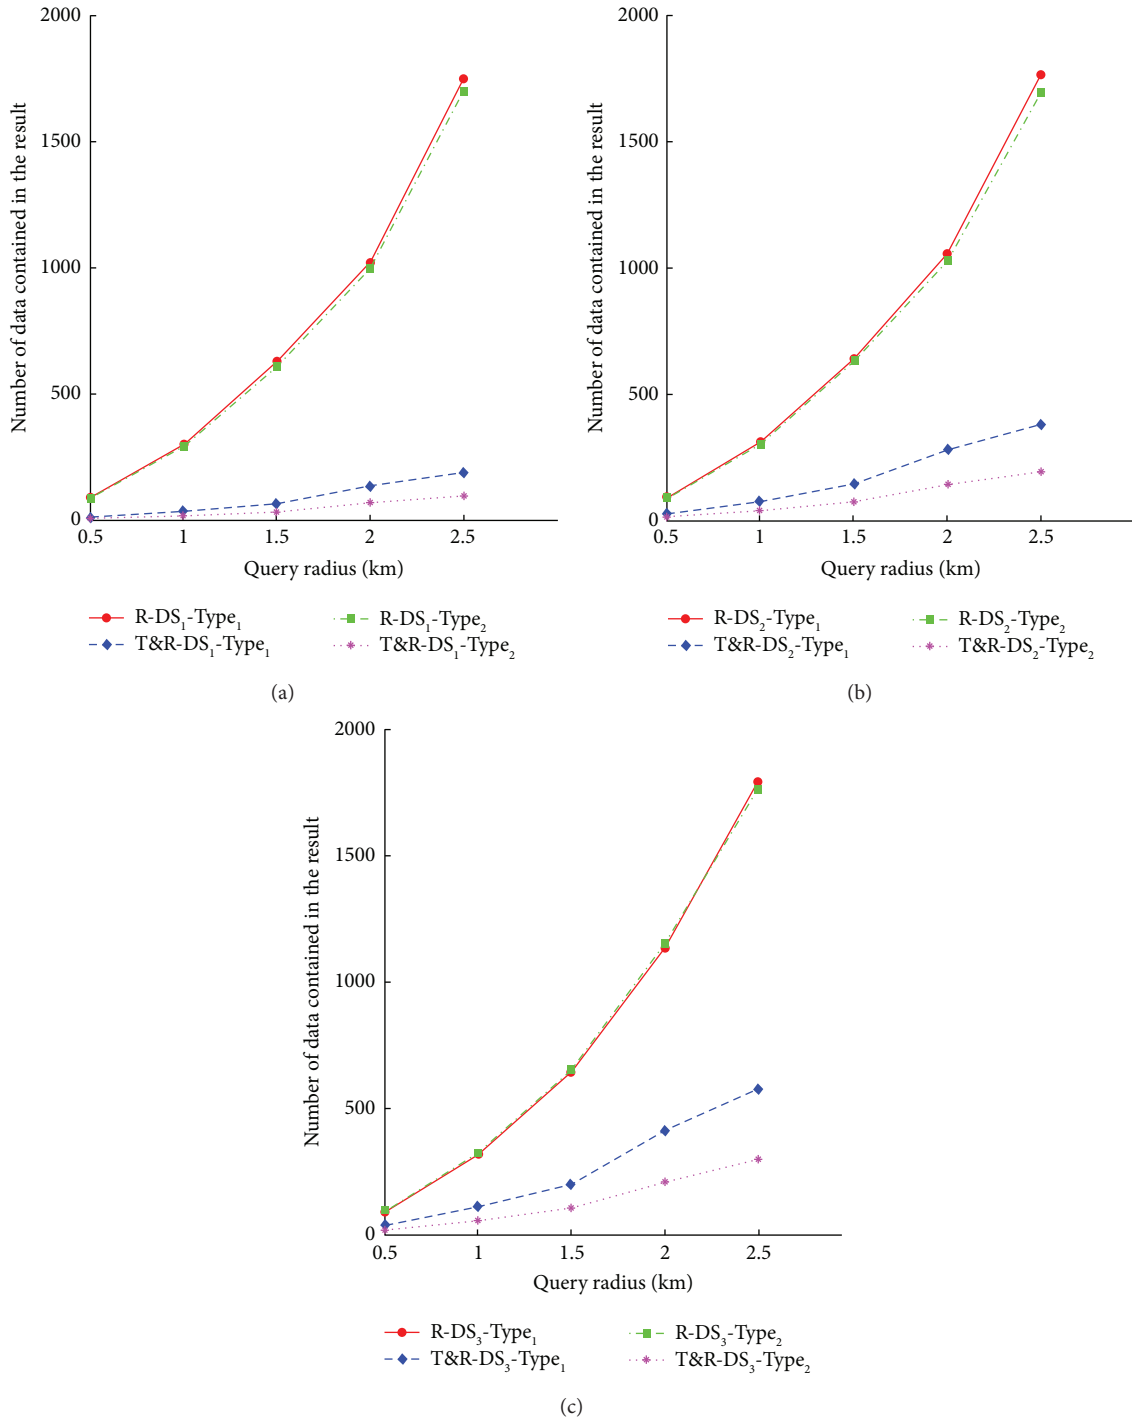 2000
1500
1000
500
0
0.5 1 1.5 2 2.5
Number of data contained in the result
Query radius (km)
R-DS₁-Type₁
R-DS₁-Type₂
T&R-DS₁-Type₁
T&R-DS₁-Type₂
(a)
2000
1500
1000
500
0
0.5 1 1.5 2 2.5
Number of data contained in the result
Query radius (km)
R-DS₂-Type₁
R-DS₂-Type₂
T&R-DS₂-Type₁
T&R-DS₂-Type₂
(b)
2000
1500
1000
500
0
0.5 1 1.5 2 2.5
Number of data contained in the result
Query radius (km)
R-DS₃-Type₁
R-DS₃-Type₂
T&R-DS₃-Type₁
T&R-DS₃-Type₂
(c)